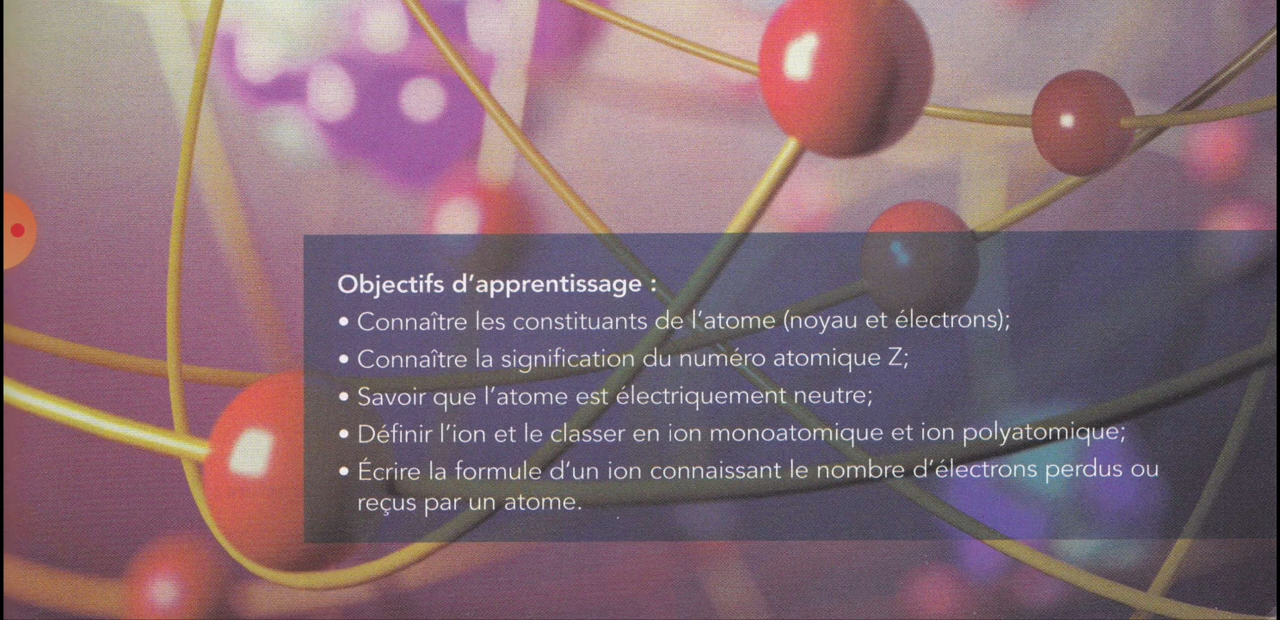 Objectifs d'apprentissage :
• Connaître les constituants de l'atome (noyau et électrons);
• Connaître la signification du numéro atomique Z;
• Savoir que l'atome est électriquement neutre;
• Définir l'ion et le classer en ion monoatomique et ion polyatomique;
• Écrire la formule d'un ion connaissant le nombre d'électrons perdus ou
reçus par un atome.